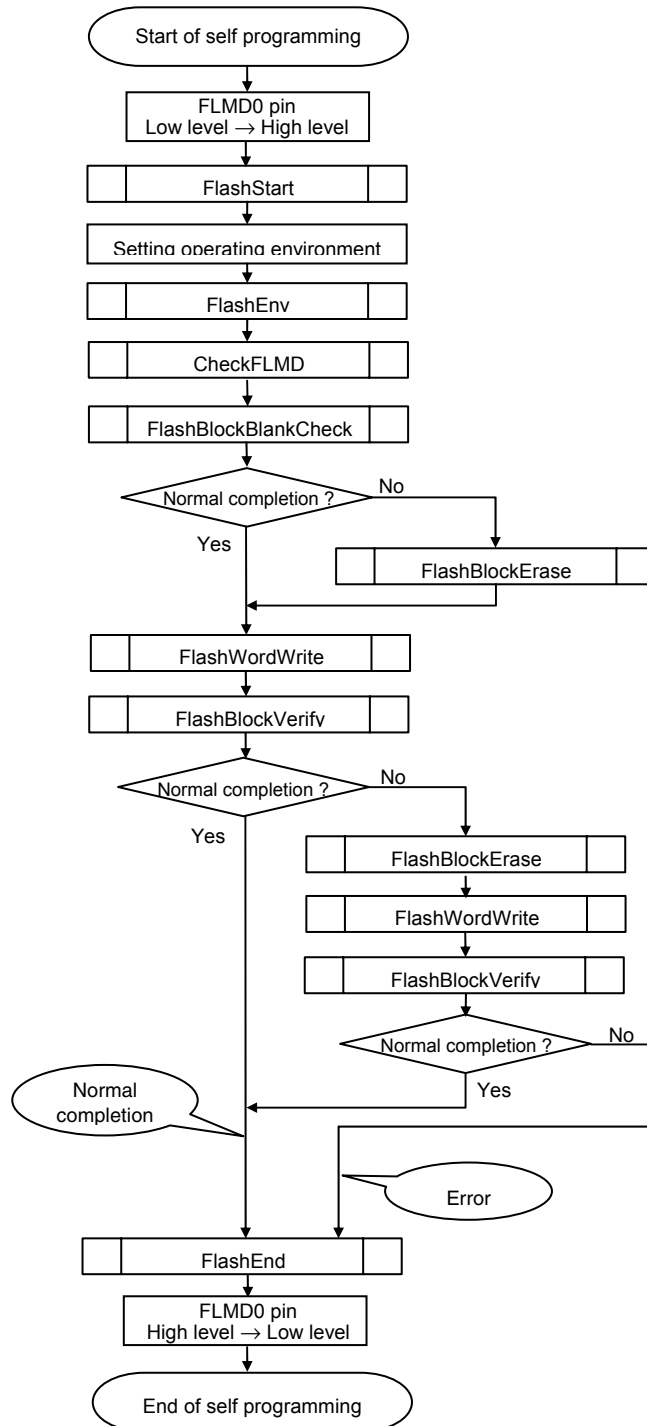 Start of self programming
FLMD0 pin
Low level → High level
FlashStart
Setting operating environment
FlashEnv
CheckFLMD
FlashBlockBlankCheck
Normal completion ?
No
Yes
FlashBlockErase
FlashWordWrite
FlashBlockVerify
Normal completion ?
No
Yes
FlashBlockErase
FlashWordWrite
FlashBlockVerify
Normal completion ?
No
Yes
Normal
completion
Error
FlashEnd
FLMD0 pin
High level → Low level
End of self programming